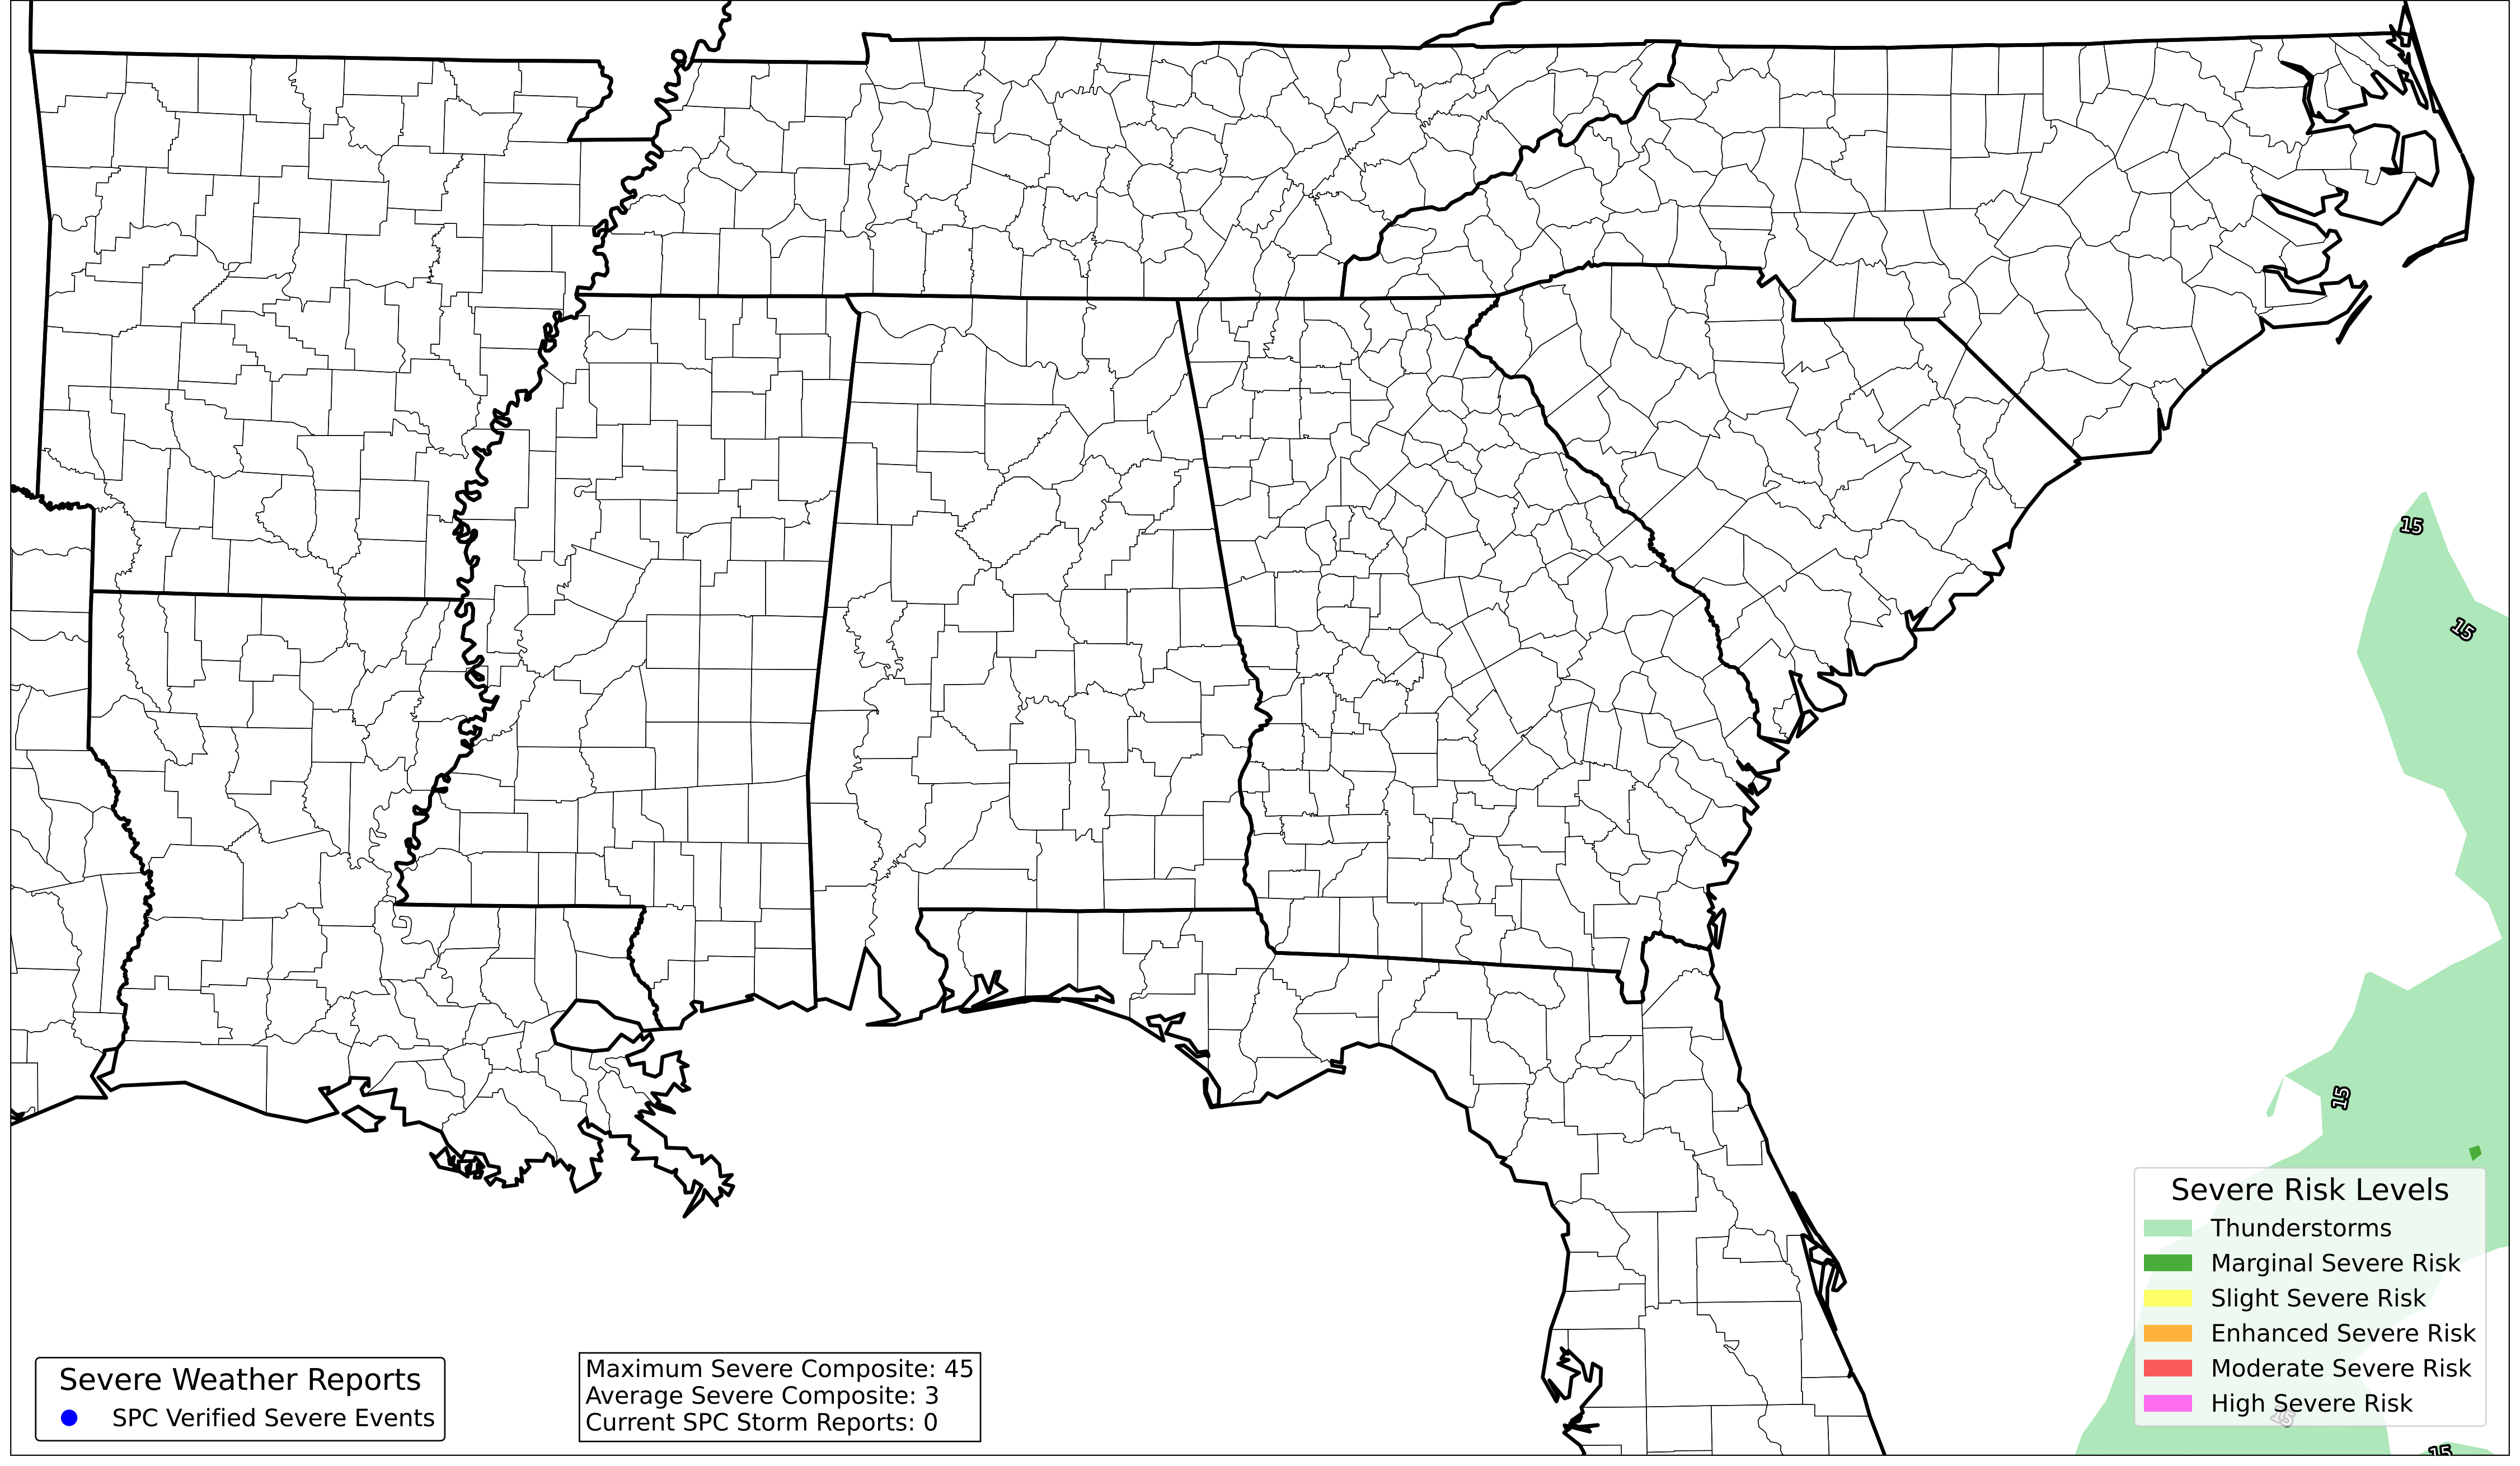 15
15
15
Severe Risk Levels
Thunderstorms
Marginal Severe Risk
Slight Severe Risk
Enhanced Severe Risk
Moderate Severe Risk
High Severe Risk
15
15
Severe Weather Reports
SPC Verified Severe Events
Maximum Severe Composite: 45
Average Severe Composite: 3
Current SPC Storm Reports: 0